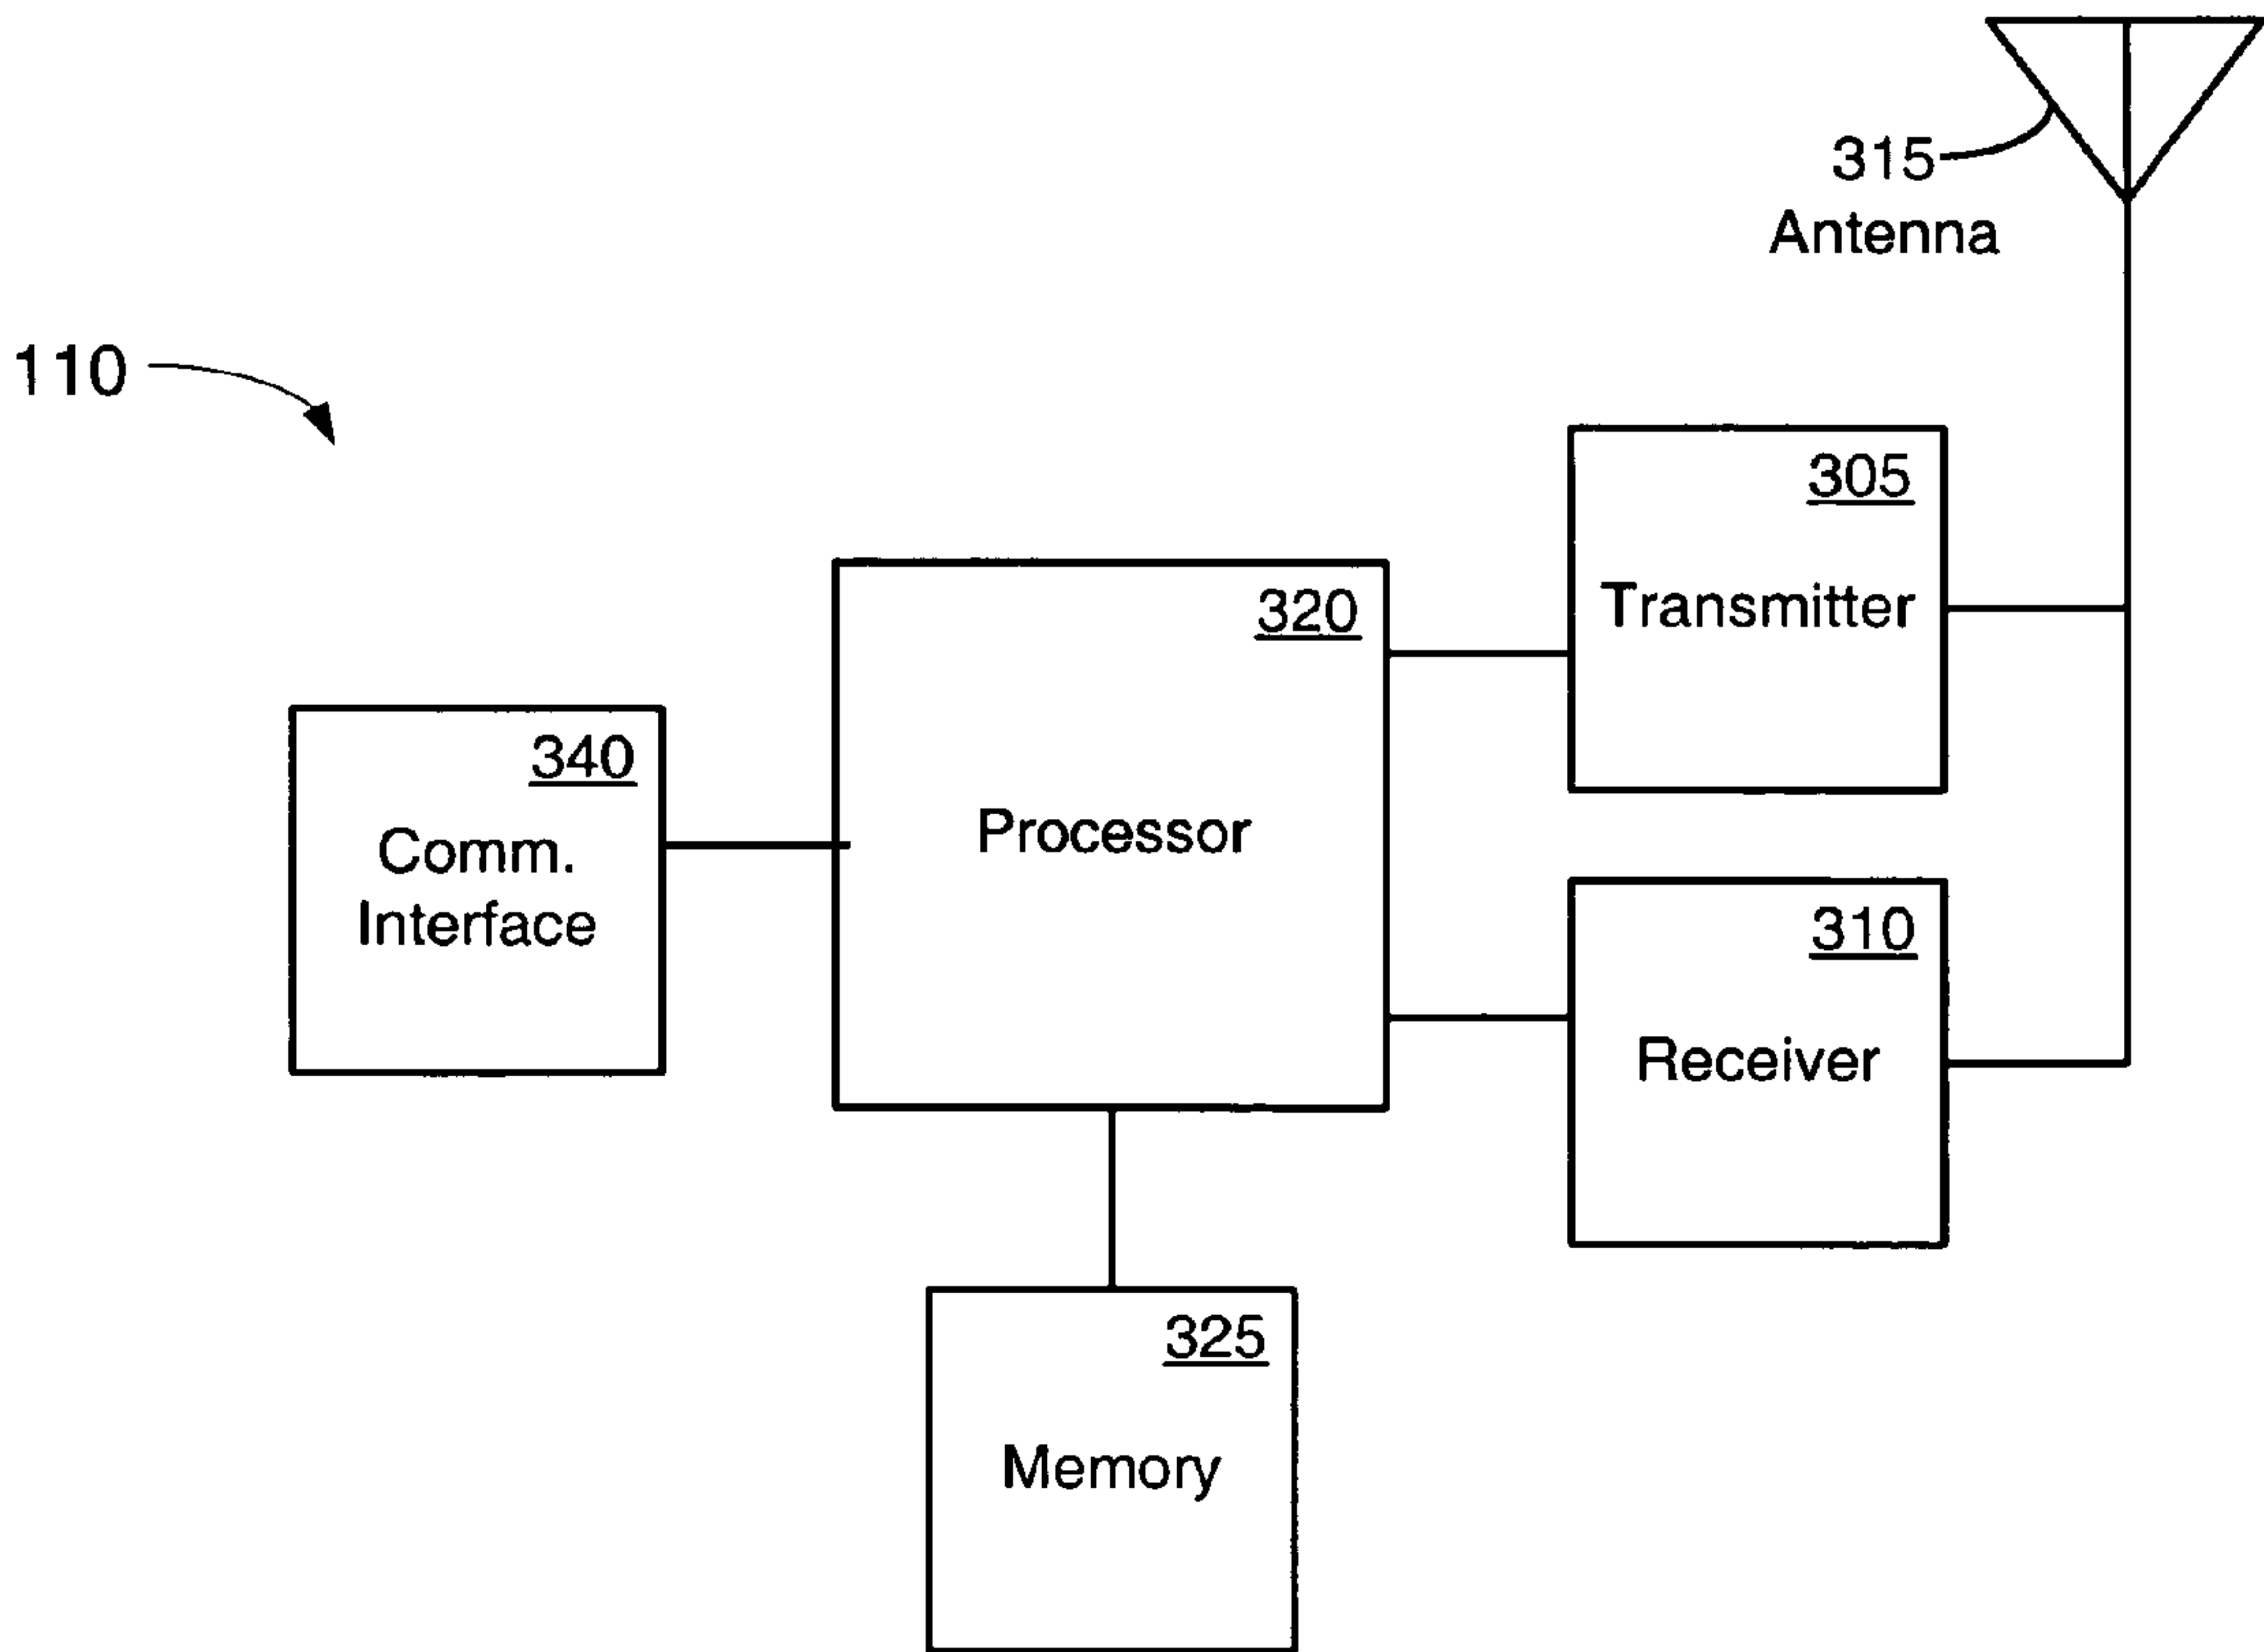 315
Antenna
110
305
Transmitter
320
Processor
340
Comm.
Interface
310
Receiver
325
Memory